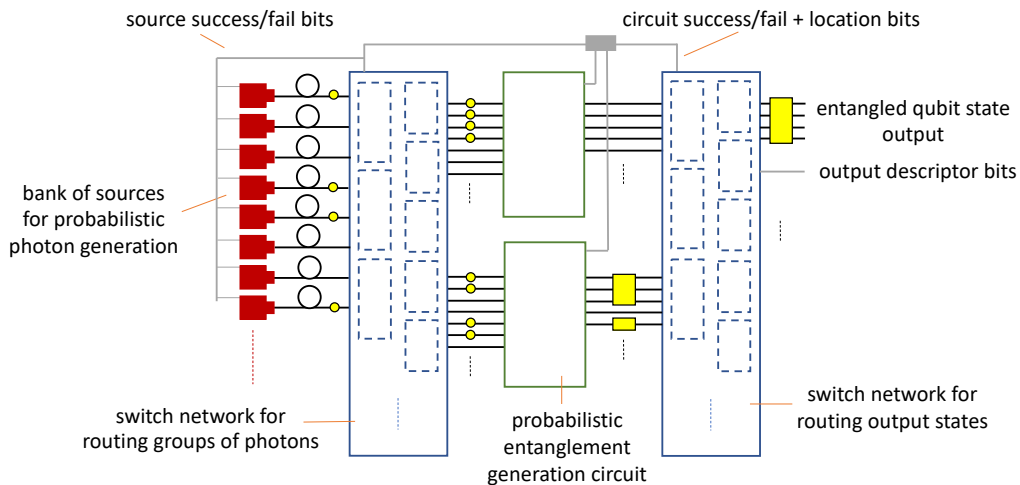 source success/fail bits
circuit success/fail + location bits
entangled qubit state
output
output descriptor bits
bank of sources
for probabilistic
photon generation
switch network for
routing groups of photons
probabilistic
entanglement
generation circuit
switch network for
routing output states